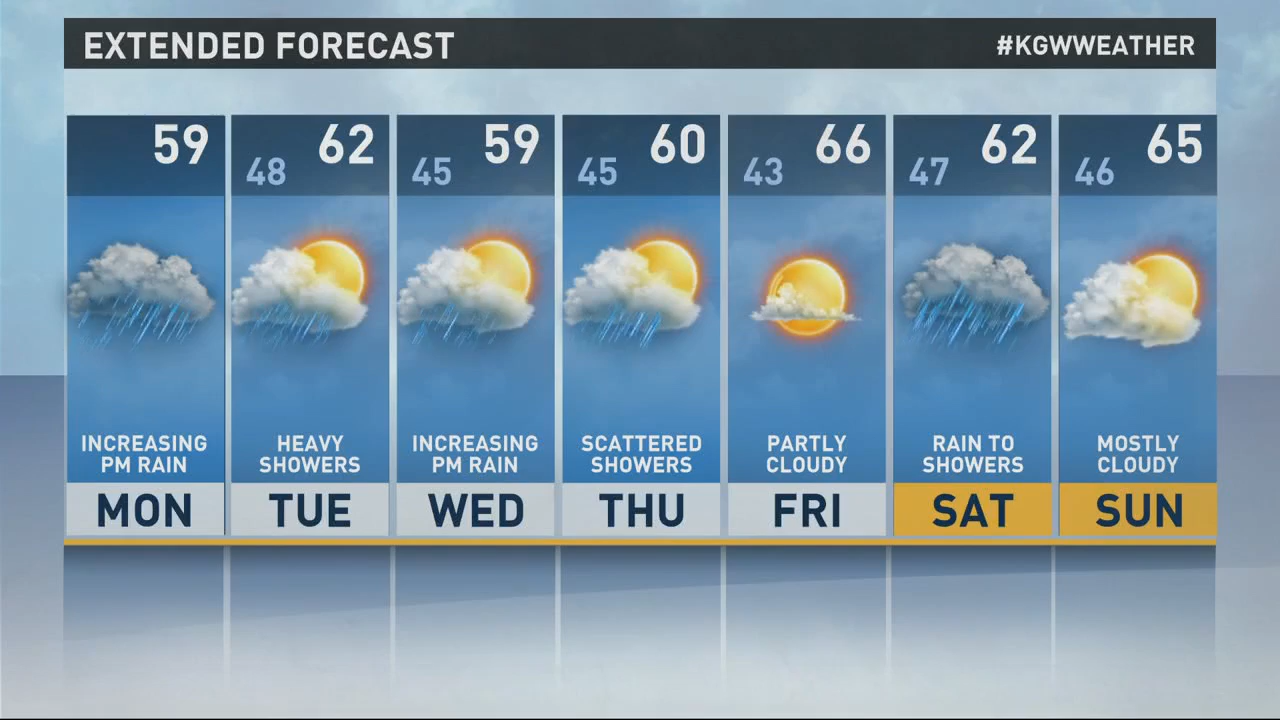 EXTENDED FORECAST
#KGWWEATHER
59
48 62
45 59
45 60
43 66
47 62
46 65
INCREASING
PM RAIN
HEAVY
SHOWERS
INCREASING
PM RAIN
SCATTERED
SHOWERS
PARTLY
CLOUDY
RAIN TO
SHOWERS
MOSTLY
CLOUDY
MON
TUE
WED
THU
FRI
SAT
SUN